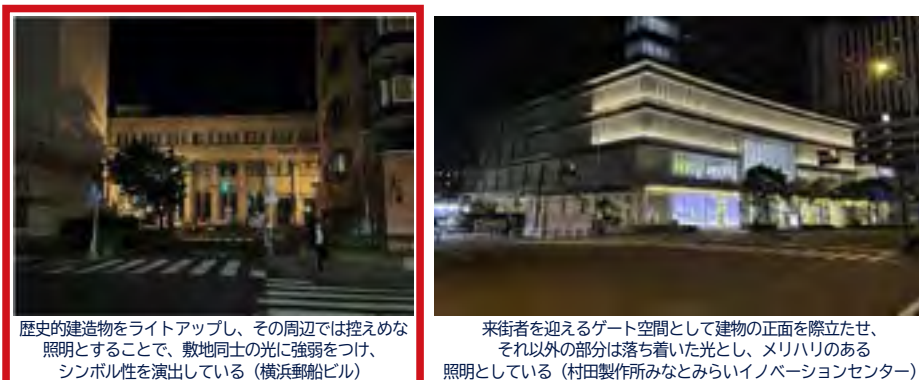 歴史的建造物をライトアップし、その周辺では控えめな
照明とすることで、敷地同士の光に強弱をつけ、
シンボル性を演出している（横浜郵船ビル）
来街者を迎えるゲート空間として建物の正面を際立たせ、
それ以外の部分は落ち着いた光とし、メリハリのある
照明としている（村田製作所みなとみらいイノベーションセンター）